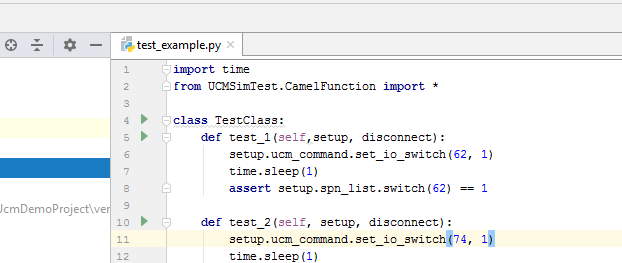 test_example.py
1 import time
2 from UCMSimTest.CamelFunction import *
3
4 class TestClass:
5 def test_1(self,setup, disconnect):
6 setup.ucm_command.set_io_switch(62, 1)
7 time.sleep(1)
8 assert setup.spn_list.switch(62) == 1
9
10 def test_2(self, setup, disconnect):
11 setup.ucm_command.set_io_switch(74, 1)
12 time.sleep(1)
UcmDemoProject\ver